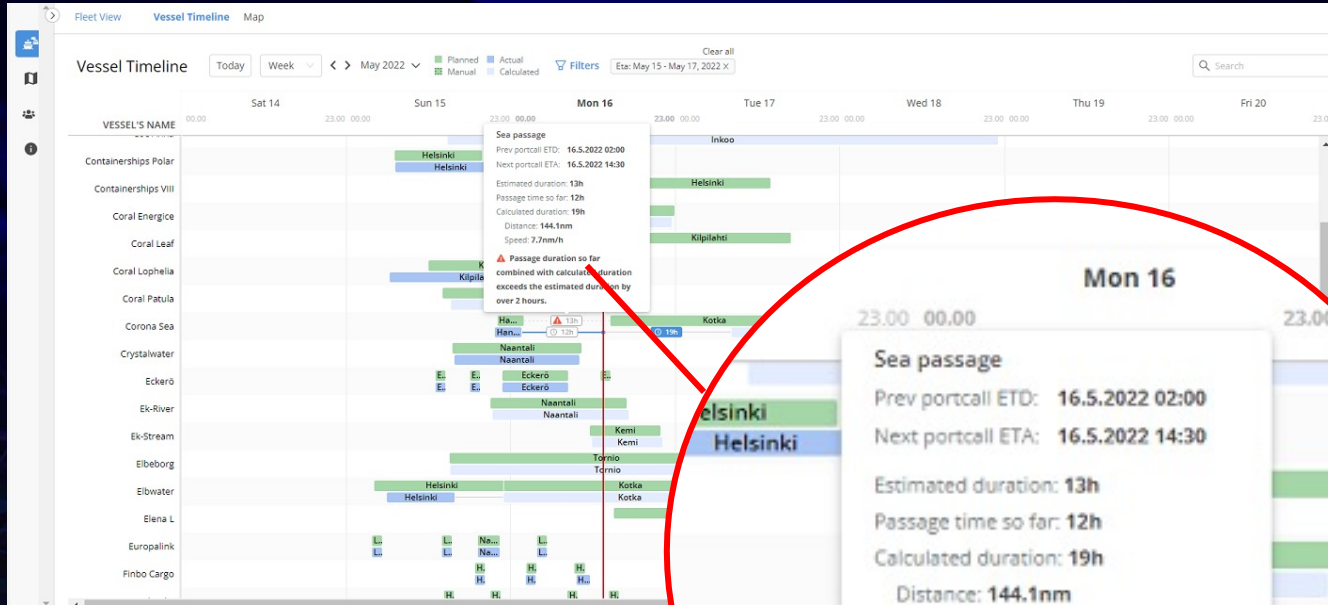 Fleet View Vessel Timeline Map
Clear all
Vessel Timeline Today Week May 2022 Planned Actual Manual Calculated Filters Eta: May 15 - May 17, 2022 × Search
Sat 14 Sun 15 Mon 16 Tue 17 Wed 18 Thu 19 Fri 20
VESSEL'S NAME 00.00 23.00 00.00 23.00 00.00 23.00 00.00 23.00 00.00 23.00 00.00 23.00 00.00
Inkoo
Sea passage
Prev portcall ETD: 16.5.2022 02:00
Next portcall ETA: 16.5.2022 14:30
Estimated duration: 13h
Passage time so far: 12h
Calculated duration: 19h
Distance: 144.1nm
Speed: 7.7nm/h
Passage duration so far
combined with calculated duration
exceeds the estimated duration by
over 2 hours.
Containerships Polar Helsinki
Helsinki
Containerships VIII Helsinki
Coral Energice
Coral Leaf Kilpilahti
Coral Lophelia
Coral Patula
Corona Sea Ha... 13h Kotka
Han... 12h 19h
Crystalwater Naantali
Naantali
Eckerö E.. E.. Eckerö E..
E.. E.. Eckerö
Ek-River Naantali
Naantali
Ek-Stream Kemi
Kemi
Elbeborg Tornio
Tornio
Elbwater Helsinki Kotka
Helsinki Kotka
Elena L
Europalink L.. L.. Na... L..
L.. L.. Na... L..
Finbo Cargo H. H. H.
H. H. H..
H. H. H. H.
Mon 16
23.00 00.00
Sea passage
Prev portcall ETD: 16.5.2022 02:00
Next portcall ETA: 16.5.2022 14:30
elsinki
Helsinki
Estimated duration: 13h
Passage time so far: 12h
Calculated duration: 19h
Distance: 144.1nm